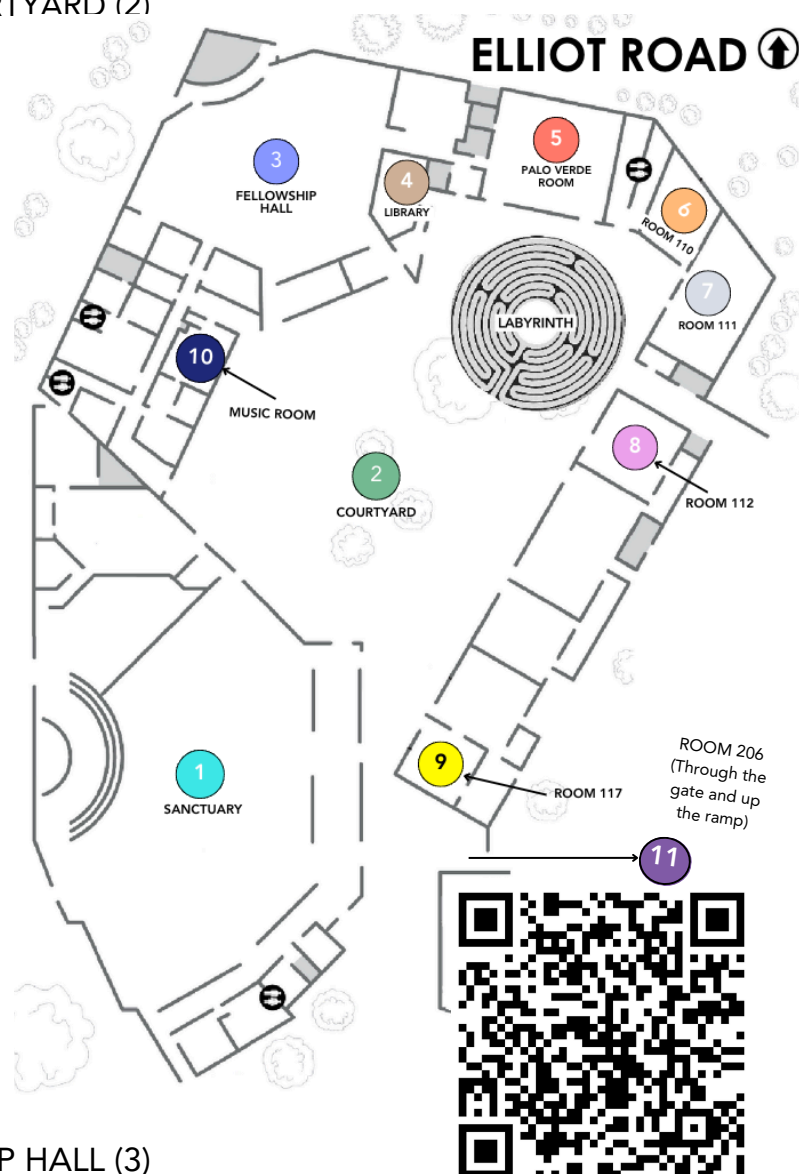 RTYARD (2)
ELLIOT ROAD
3
FELLOWSHIP
HALL
4
LIBRARY
5
PALO VERDE
ROOM
6
ROOM 110
7
ROOM 111
LABYRINTH
10
MUSIC ROOM
8
ROOM 112
2
COURTYARD
1
SANCTUARY
9
ROOM 117
ROOM 206
(Through the
gate and up
the ramp)
11
P HALL (3)